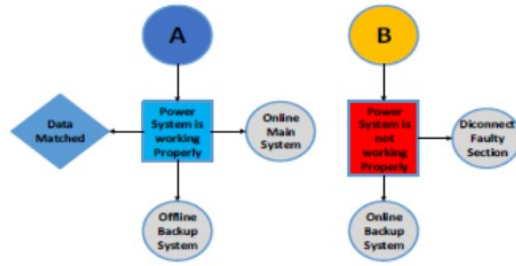 A
B
Data
Matched
Power
System is
working
Properly
Online
Main
System
Power
System is
not
working
Properly
Diconnect
Faulty
Section
Offline
Backup
System
Online
Backup
System